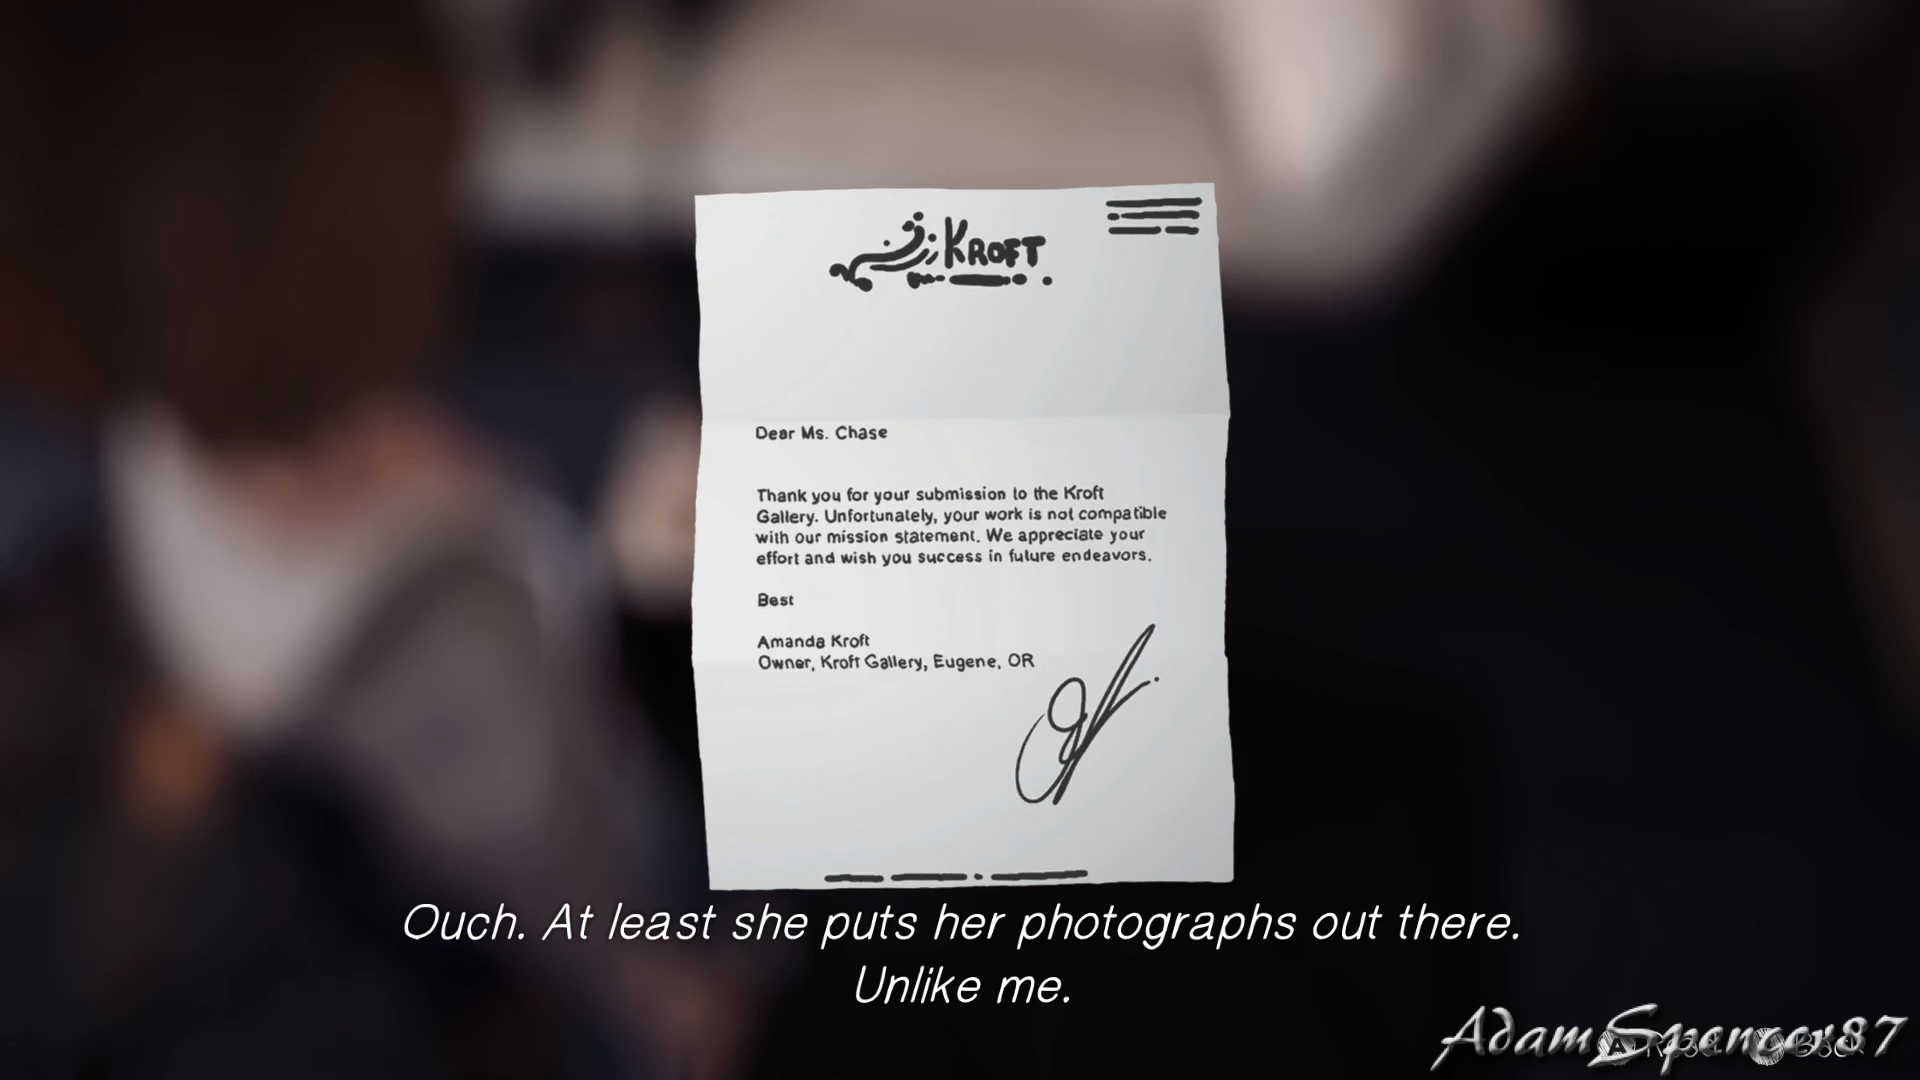 KROFT
Dear Ms. Chase
Thank you for your submission to the Kroft
Gallery. Unfortunately, your work is not compatible
with our mission statement. We appreciate your
effort and wish you success in future endeavors.
Best
Amanda Kroft
Owner, Kroft Gallery, Eugene, OR
Ouch. At least she puts her photographs out there.
Unlike me.
AdamSpencer87